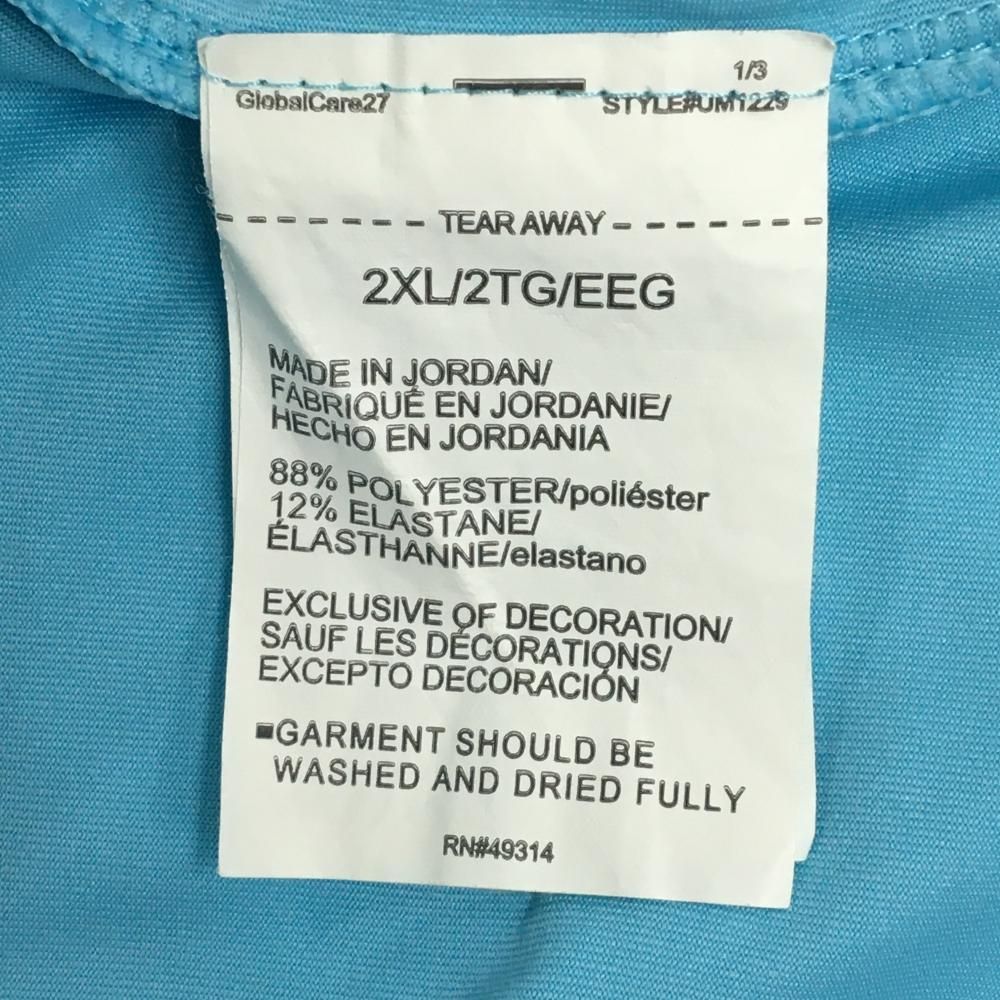 1/3
GlobalCare27 STYLE#UM1229
TEAR AWAY
2XL/2TG/EEG
MADE IN JORDAN/
FABRIQUÉ EN JORDANIE/
HECHO EN JORDANIA
88% POLYESTER/poliéster
12% ELASTANE/
ÉLASTHANNE/elastano
EXCLUSIVE OF DECORATION/
SAUF LES DÉCORATIONS/
EXCEPTO DECORACIÓN
GARMENT SHOULD BE
WASHED AND DRIED FULLY
RN#49314